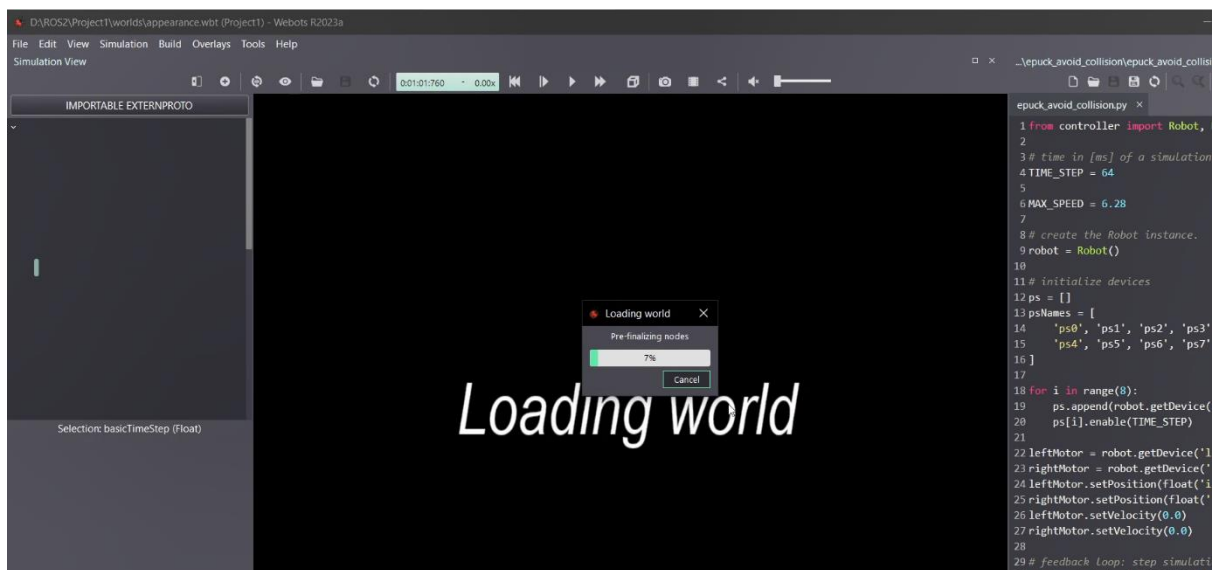 D:\ROS2\Project1\worlds\appearance.wbt (Project1) - Webots R2023a
File Edit View Simulation Build Overlays Tools Help
Simulation View
0:01:01:760 - 0.00x
IMPORTABLE EXTERNPROTO
Selection: basicTimeStep (Float)
Loading world
Pre-finalizing nodes
7%
Cancel
Loading world
...\epuck_avoid_collision\epuck_avoid_collisi
epuck_avoid_collision.py ×
1 from controller import Robot,
2
3 # time in [ms] of a simulation
4 TIME_STEP = 64
5
6 MAX_SPEED = 6.28
7
8 # create the Robot instance.
9 robot = Robot()
10
11 # initialize devices
12 ps = []
13 psNames = [
14     'ps0', 'ps1', 'ps2', 'ps3'
15     'ps4', 'ps5', 'ps6', 'ps7'
16 ]
17
18 for i in range(8):
19     ps.append(robot.getDevice(
20     ps[i].enable(TIME_STEP)
21
22 leftMotor = robot.getDevice('l
23 rightMotor = robot.getDevice('
24 leftMotor.setPosition(float('i
25 rightMotor.setPosition(float('
26 leftMotor.setVelocity(0.0)
27 rightMotor.setVelocity(0.0)
28
29 # feedback loop: step simulati